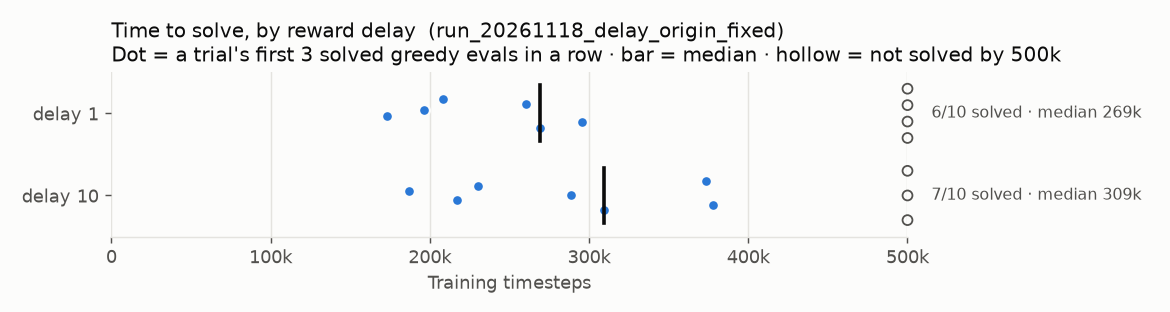 Time to solve, by reward delay  (run_20261118_delay_origin_fixed)
Dot = a trial's first 3 solved greedy evals in a row · bar = median · hollow = not solved by 500k
delay 1
6/10 solved · median 269k
delay 10
7/10 solved · median 309k
0
100k
200k
300k
400k
500k
Training timesteps